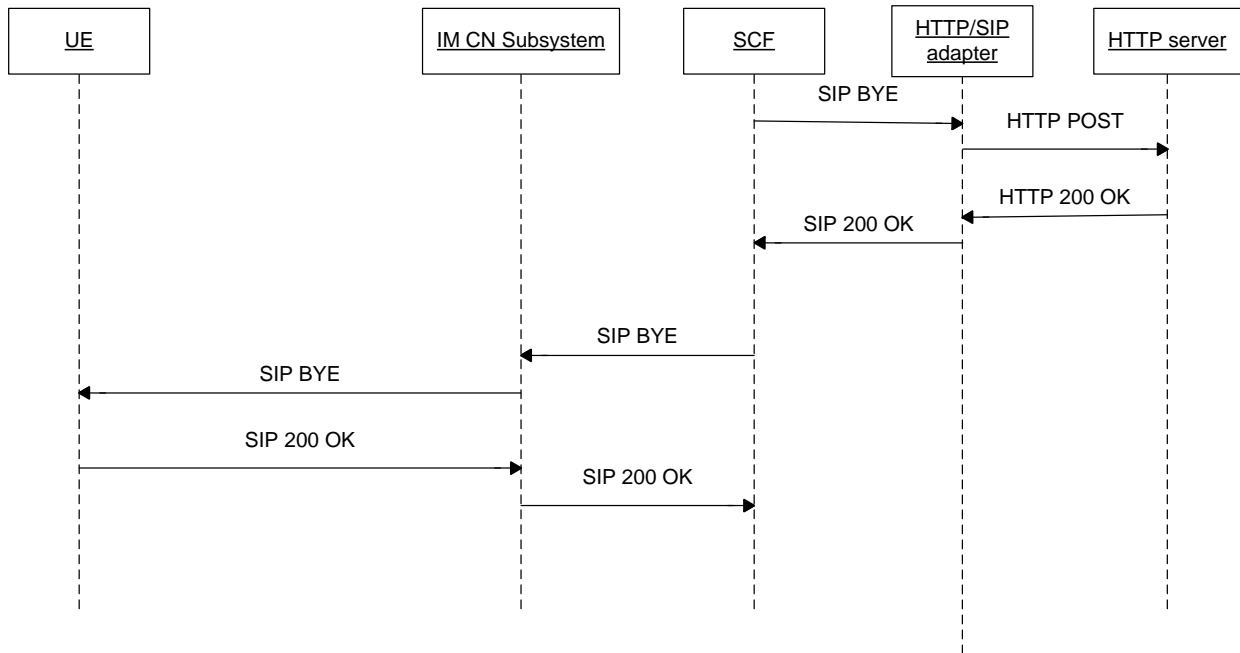 UE
IM CN Subsystem
SCF
HTTP/SIP
adapter
HTTP server
SIP BYE
HTTP POST
HTTP 200 OK
SIP 200 OK
SIP BYE
SIP BYE
SIP 200 OK
SIP 200 OK